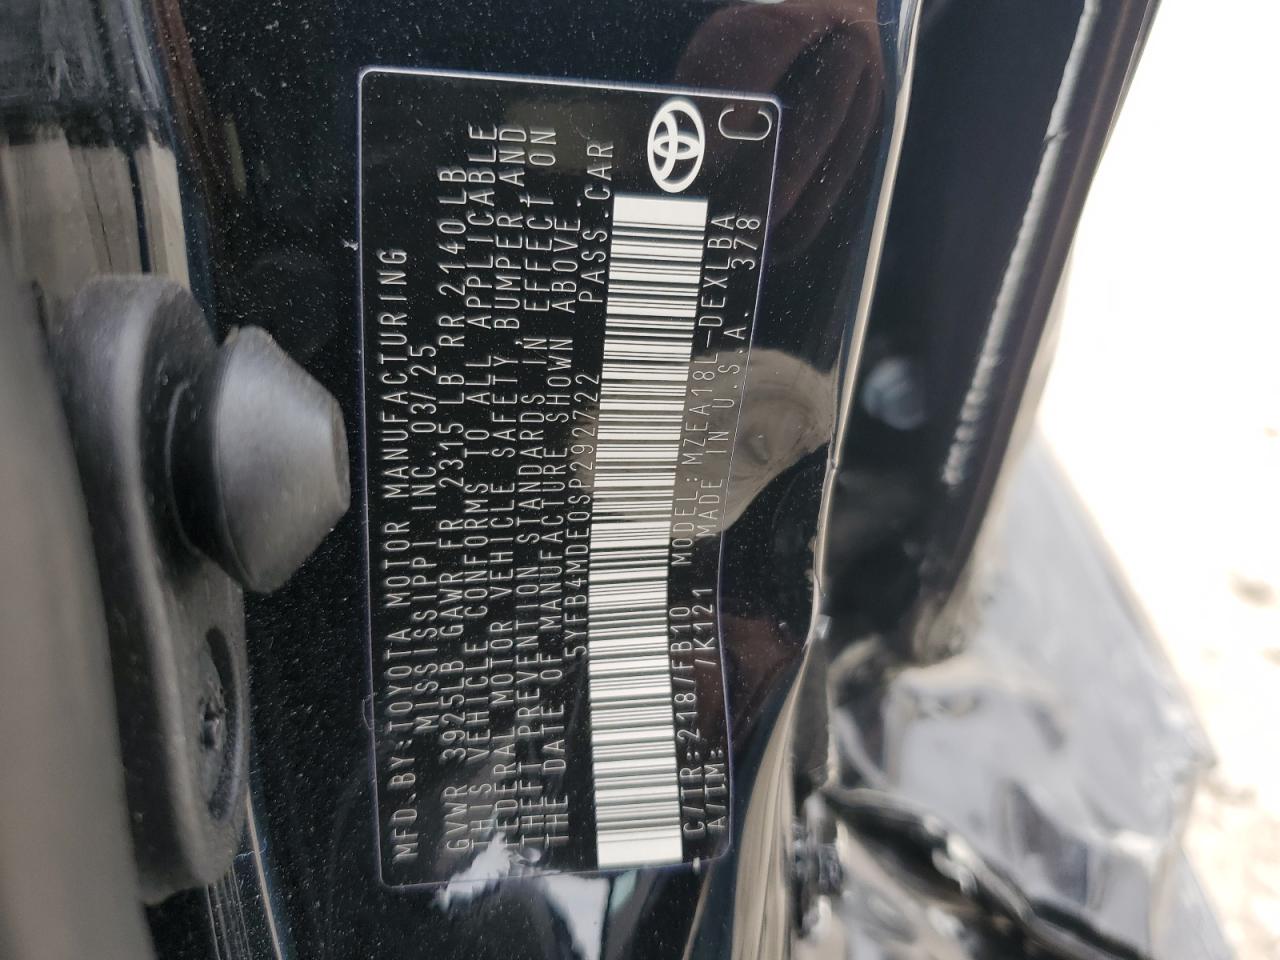 MFD.BY:TOYOTA MOTOR MANUFACTURING
MISSISSIPPI INC. 03/25
GVWR 3925LB GAWR FR 2315 LB RR 2140LB
THIS VEHICLE CONFORMS TO ALL APPLICABLE
FEDERAL MOTOR VEHICLE SAFETY, BUMPER, AND
THEFT PREVENTION STANDARDS IN EFFECT ON
THE DATE OF MANUFACTURE SHOWN ABOVE.
5YFB4MDE0SP292722 PASS.CAR
C/TR:218/FB10 MODEL:MZEA18L-DEXLBA
A/TM: /K121 MADE IN U.S.A. 378
C